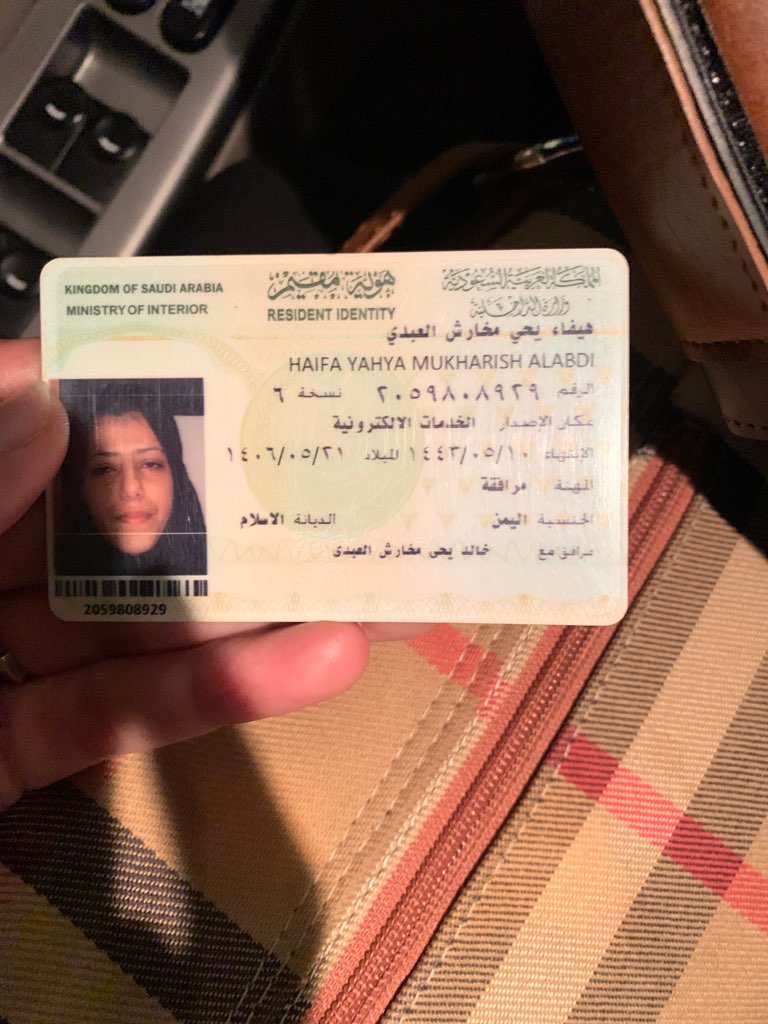 KINGDOM OF SAUDI ARABIA
MINISTRY OF INTERIOR
هوية مقيم
RESIDENT IDENTITY
المملكة العربية السعودية
وزارة الداخلية
هيفاء يحي مخارش العبدي
HAIFA YAHYA MUKHARISH ALABDI
الرقم ٢٠٥٩٨٠٨٩٢٩ نسخة ٦
مكان الاصدار الخدمات الالكترونية
الانتهاء ١٤٤٣/٠٥/١٠ الميلاد ١٤٠٦/٠٥/٢١
المهنة مرافقة
الجنسية اليمن الديانة الاسلام
مرافق مع خالد يحي مخارش العبدى
2059808929